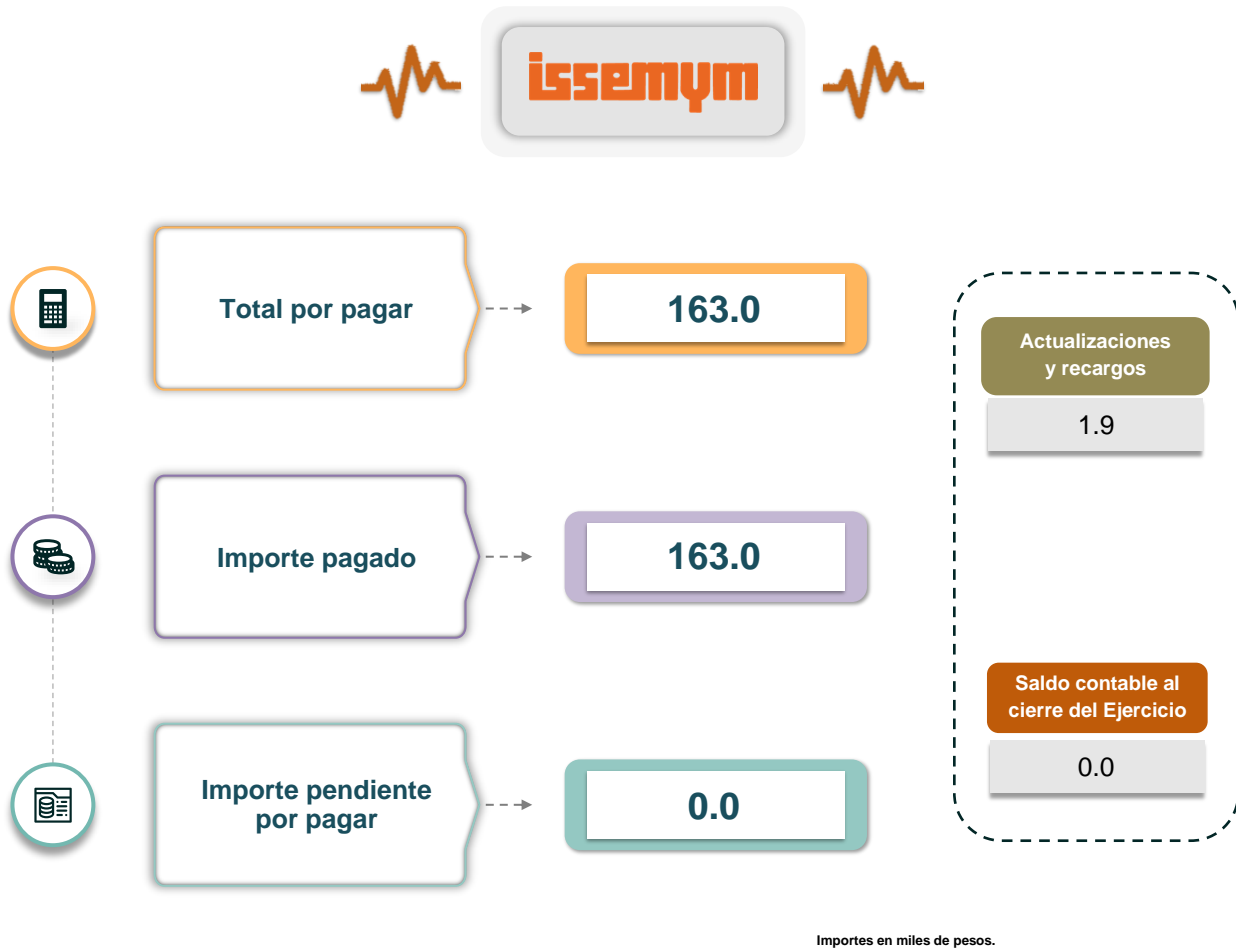 issemym
Total por pagar
163.0
Actualizaciones
y recargos
1.9
Importe pagado
163.0
Saldo contable al
cierre del Ejercicio
0.0
Importe pendiente
por pagar
0.0
Importes en miles de pesos.